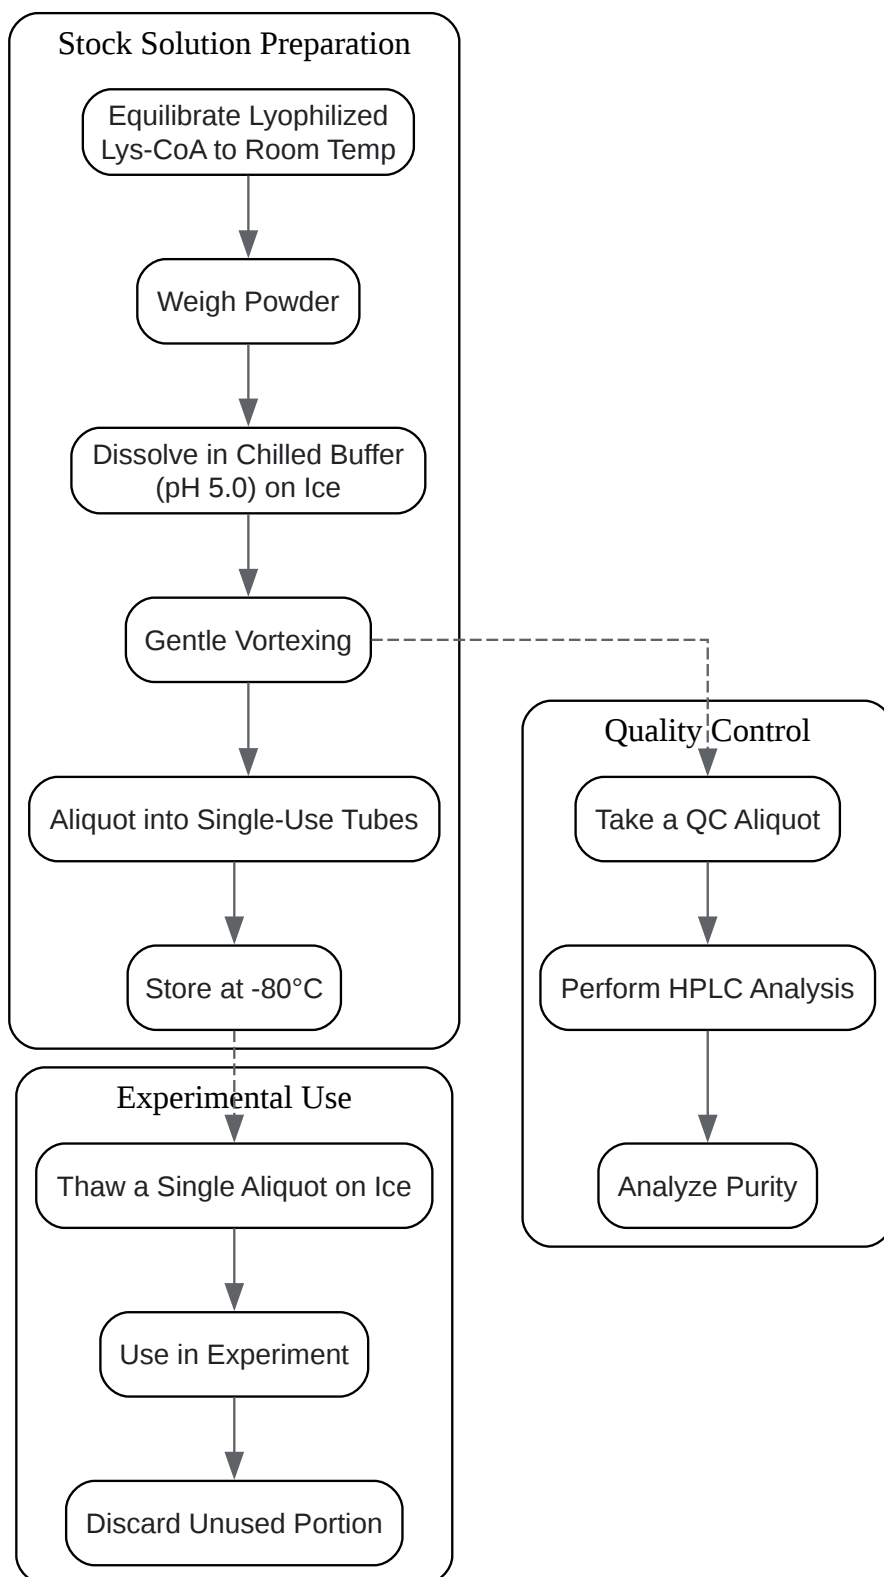 Stock Solution Preparation
Equilibrate Lyophilized
Lys-CoA to Room Temp
Weigh Powder
Dissolve in Chilled Buffer
(pH 5.0) on Ice
Gentle Vortexing
Aliquot into Single-Use Tubes
Store at -80°C
Quality Control
Take a QC Aliquot
Perform HPLC Analysis
Analyze Purity
Experimental Use
Thaw a Single Aliquot on Ice
Use in Experiment
Discard Unused Portion